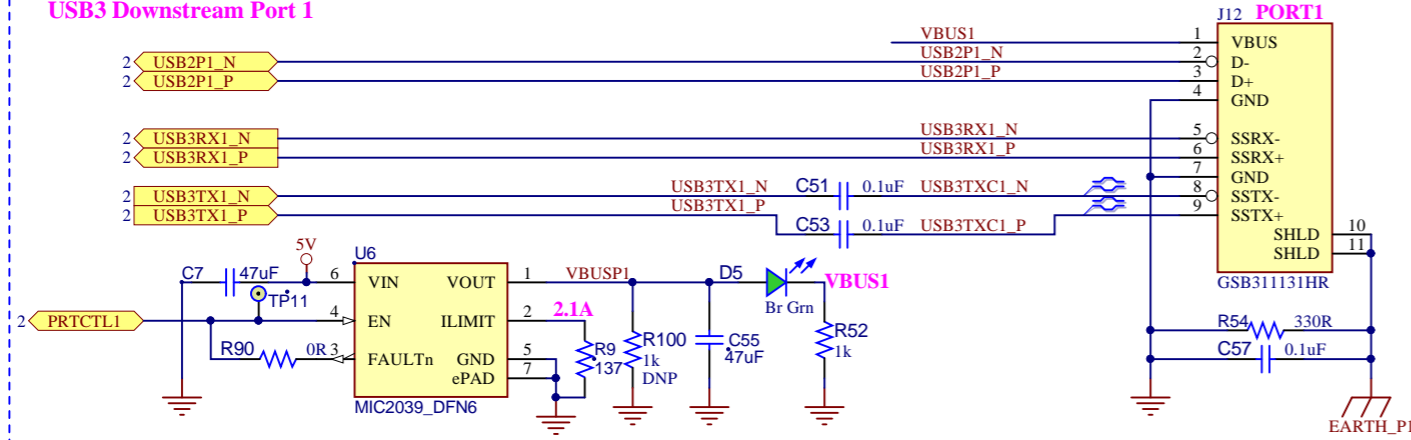 USB3 Downstream Port 1
J12 PORT1
VBUS1 1 VBUS
2 USB2P1_N USB2P1_N 2 D-
2 USB2P1_P USB2P1_P 3 D+
4 GND
2 USB3RX1_N USB3RX1_N 5 SSRX-
2 USB3RX1_P USB3RX1_P 6 SSRX+
7 GND
2 USB3TX1_N USB3TX1_N C51 0.1uF USB3TXC1_N 8 SSTX-
2 USB3TX1_P USB3TX1_P C53 0.1uF USB3TXC1_P 9 SSTX+
SHLD 10
SHLD 11
GSB311131HR
5V U6
C7 47uF 6 VIN VOUT 1 VBUSP1 D5 VBUS1
TP11 Br Grn
2 PRTCTL1 4 EN ILIMIT 2 2.1A
R90 0R 3 FAULTn GND 5
ePAD 7
MIC2039_DFN6
R9 137
R100 1k DNP
C55 47uF
R52 1k
R54 330R
C57 0.1uF
EARTH_P1